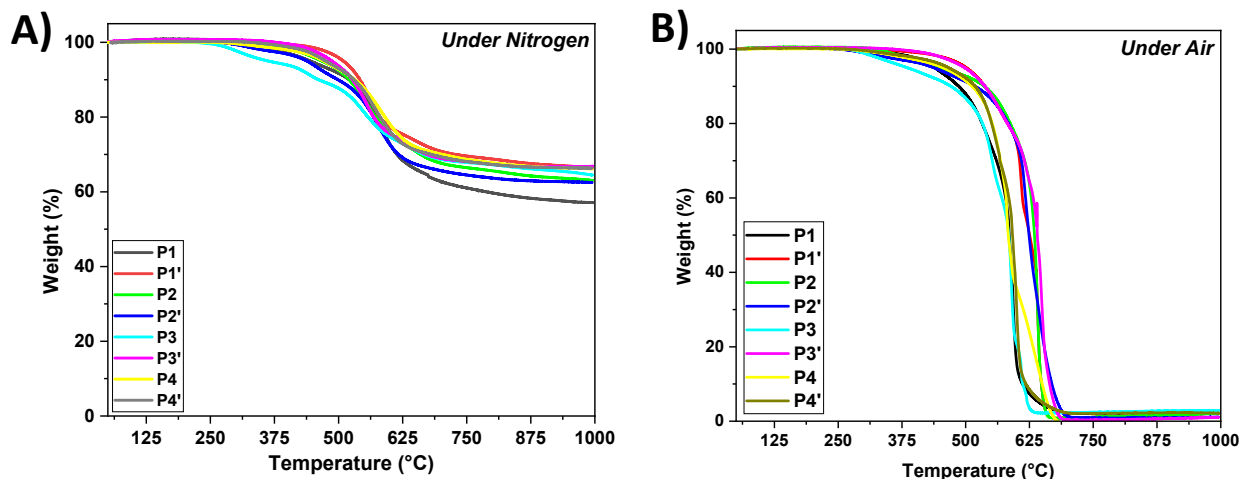 A)
Under Nitrogen
100
80
60
40
20
0
Weight (%)
P1
P1'
P2
P2'
P3
P3'
P4
P4'
125 250 375 500 625 750 875 1000
Temperature (°C)
B)
Under Air
100
80
60
40
20
0
Weight (%)
P1
P1'
P2
P2'
P3
P3'
P4
P4'
125 250 375 500 625 750 875 1000
Temperature (°C)